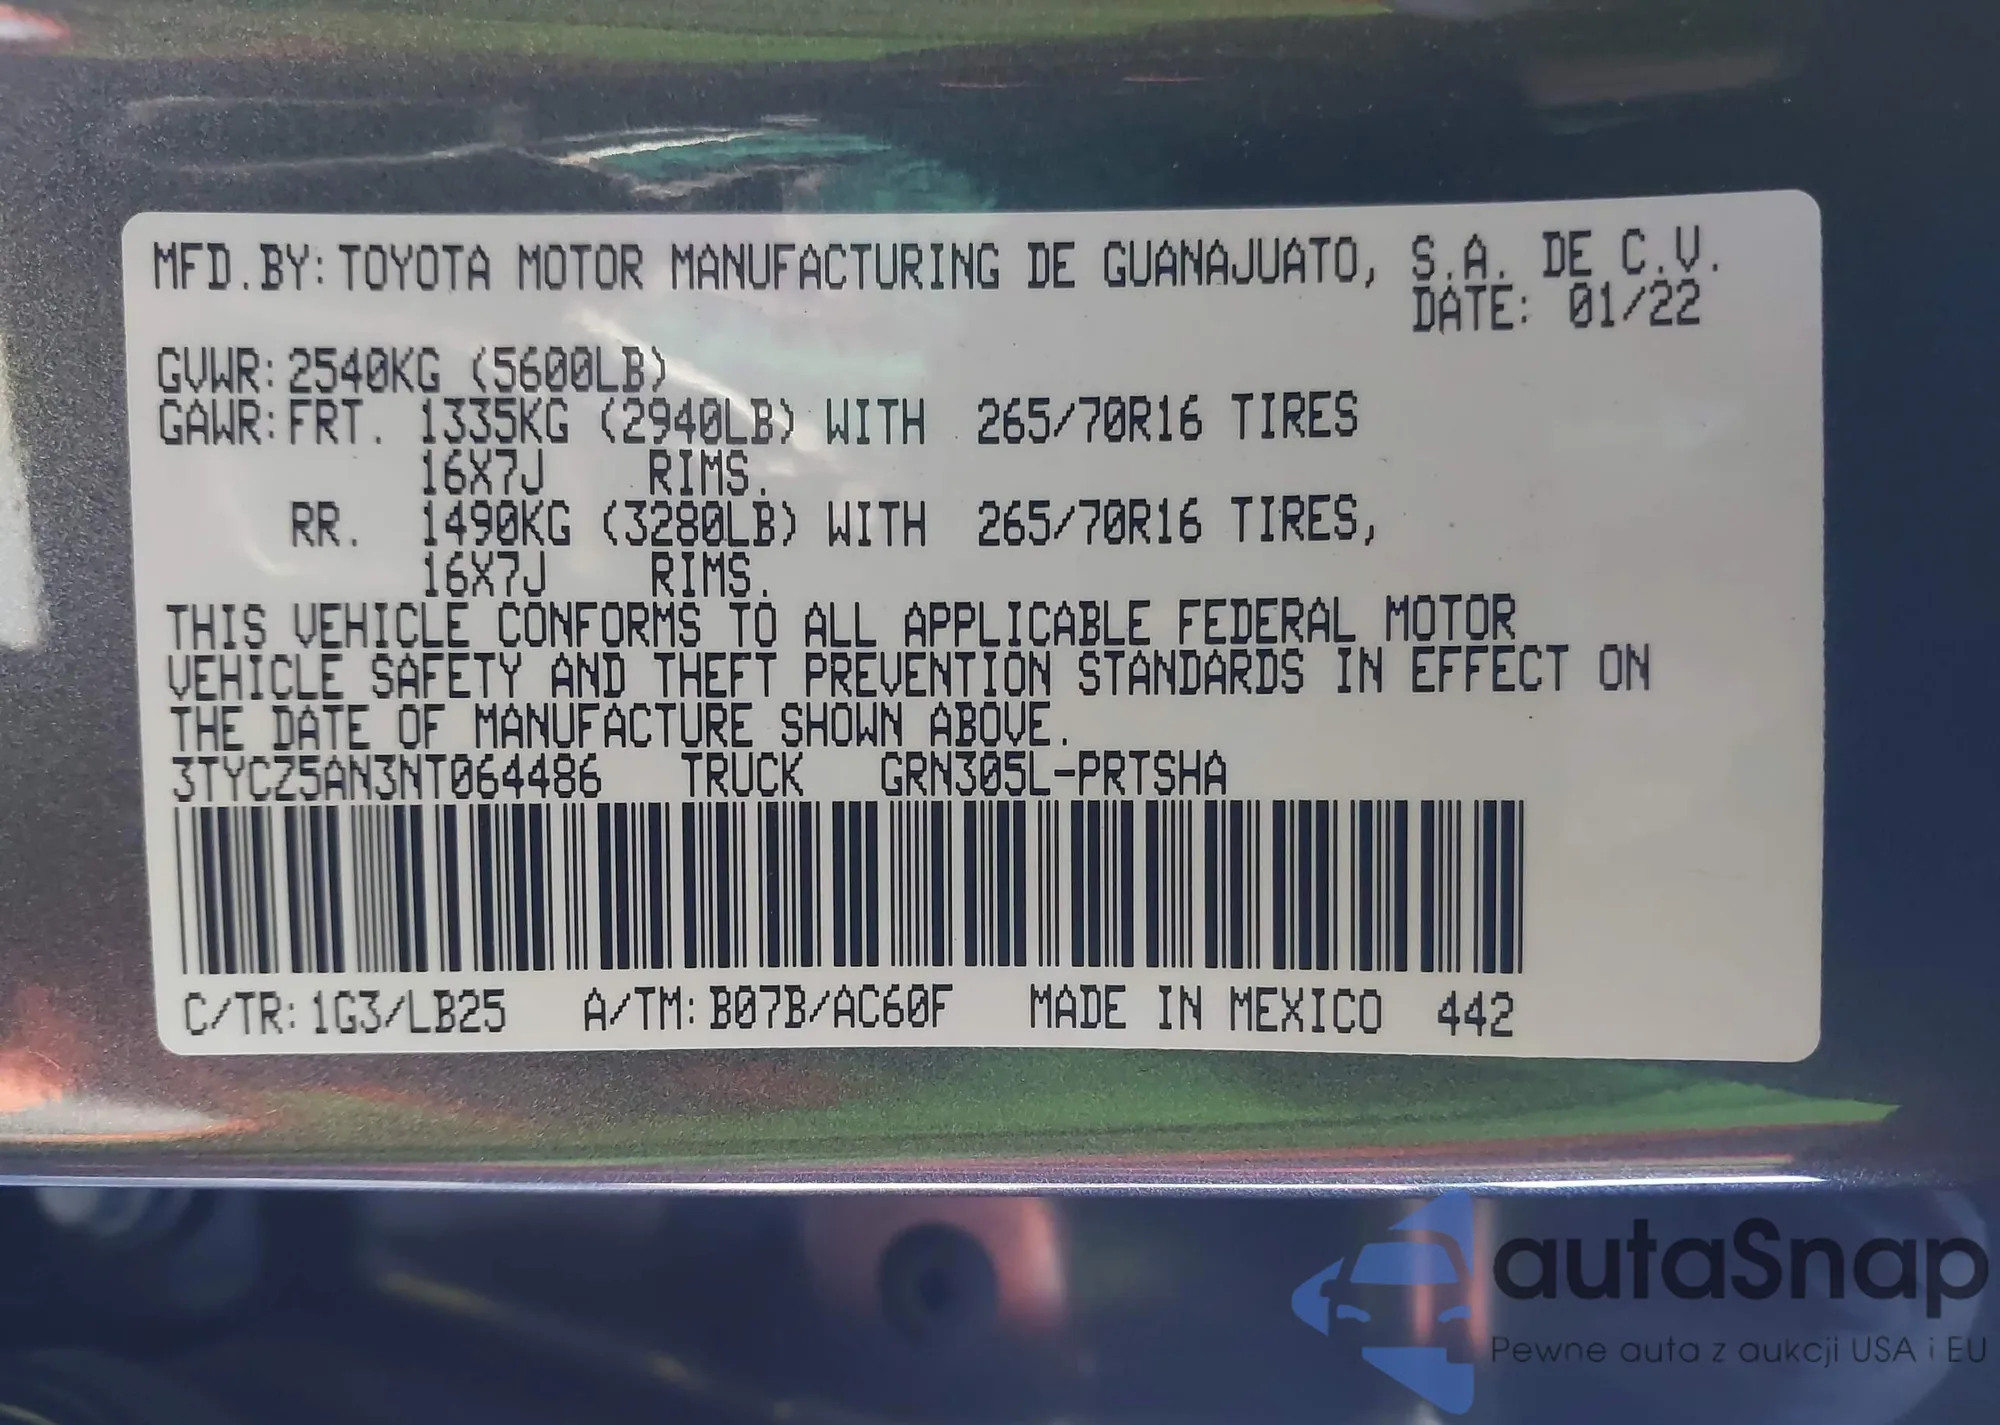 MFD.BY:TOYOTA MOTOR MANUFACTURING DE GUANAJUATO, S.A. DE C.V.
DATE: 01/22
GVWR:2540KG (5600LB)
GAWR:FRT. 1335KG (2940LB) WITH 265/70R16 TIRES
16X7J RIMS.
RR. 1490KG (3280LB) WITH 265/70R16 TIRES,
16X7J RIMS.
THIS VEHICLE CONFORMS TO ALL APPLICABLE FEDERAL MOTOR
VEHICLE SAFETY AND THEFT PREVENTION STANDARDS IN EFFECT ON
THE DATE OF MANUFACTURE SHOWN ABOVE.
3TYCZ5AN3NT064486 TRUCK GRN305L-PRTSHA
C/TR:1G3/LB25 A/TM:B07B/AC60F MADE IN MEXICO 442
autaSnap
Pewne auta z aukcji USA i EU